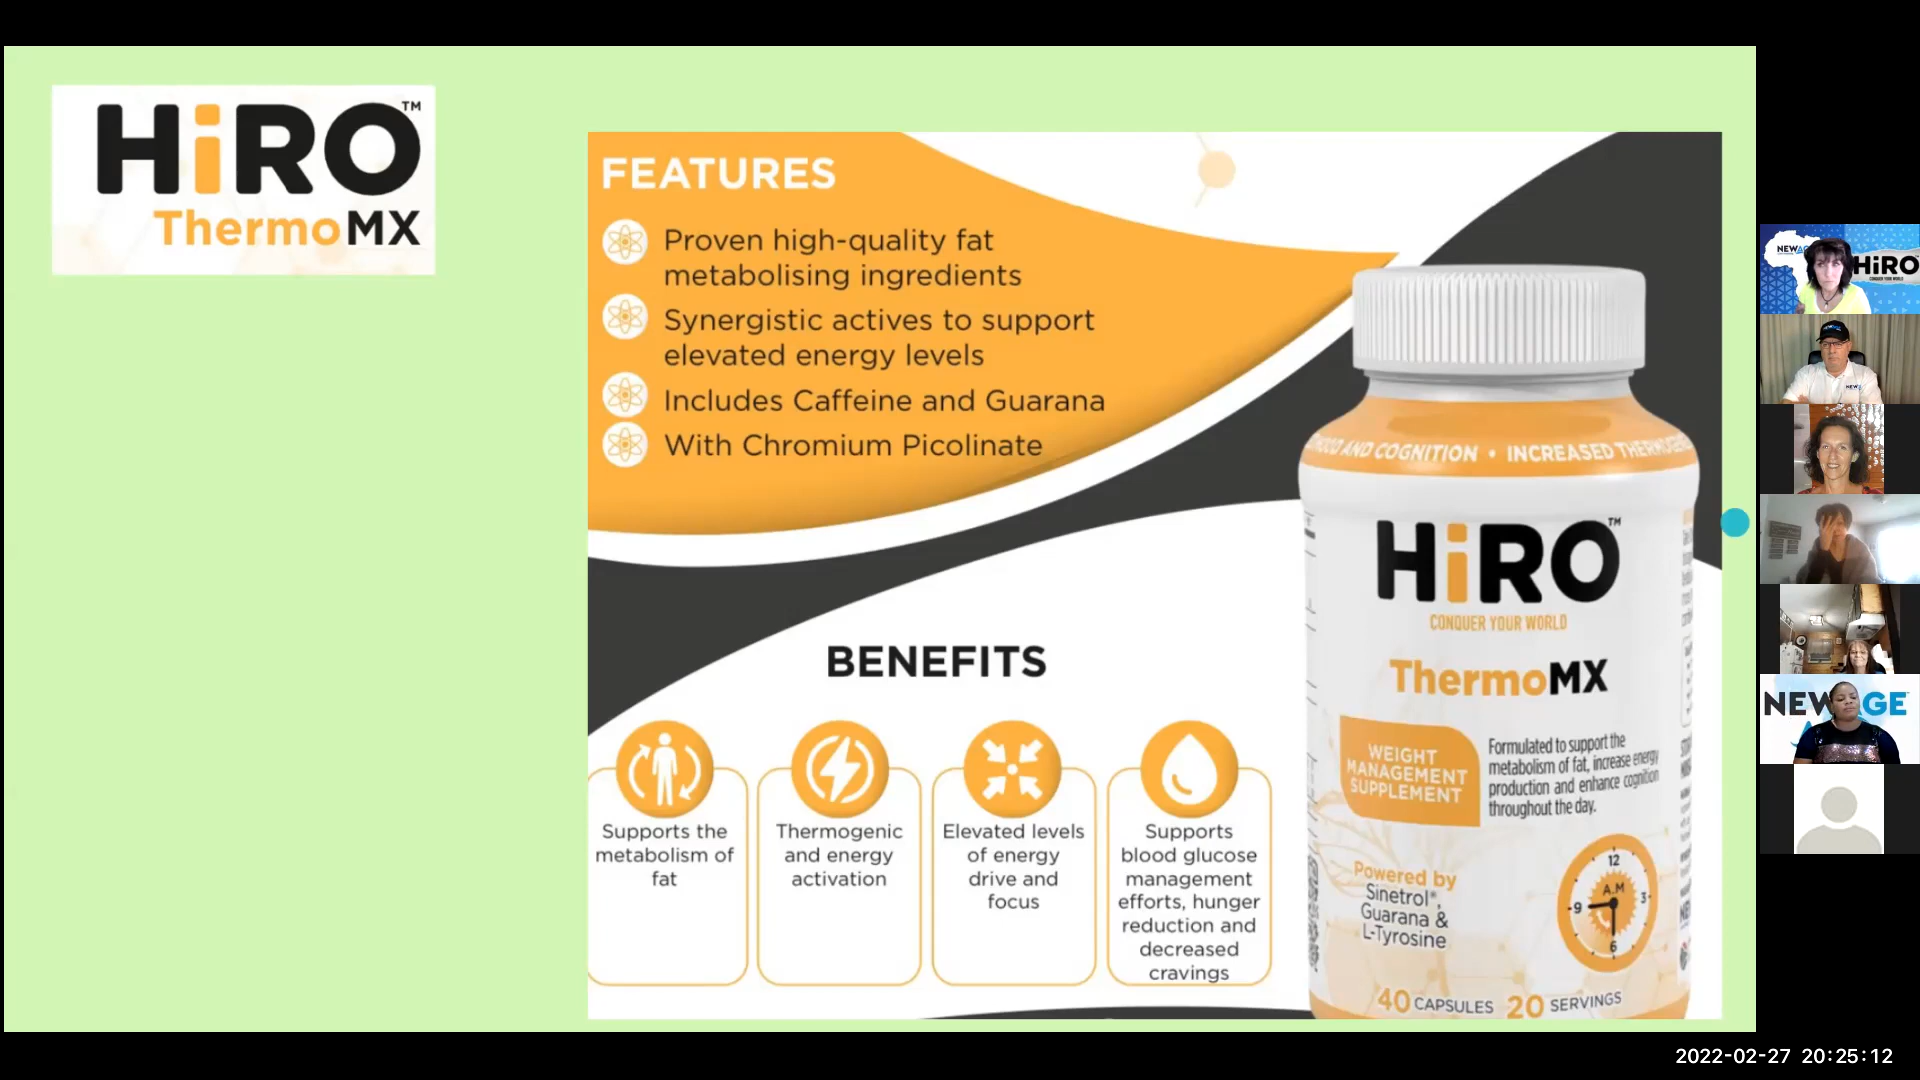 HiRO™
ThermoMX
FEATURES
Proven high-quality fat
metabolising ingredients
Synergistic actives to support
elevated energy levels
Includes Caffeine and Guarana
With Chromium Picolinate
BENEFITS
Supports the
metabolism of
fat
Thermogenic
and energy
activation
Elevated levels
of energy
drive and
focus
Supports
blood glucose
management
efforts, hunger
reduction and
decreased
cravings
AND COGNITION • INCREASED
HiRO™
CONQUER YOUR WORLD
ThermoMX
WEIGHT
MANAGEMENT
SUPPLEMENT
Formulated to support the
metabolism of fat, increase energy
production and enhance cognition
throughout the day.
Powered by
Sinetrol®,
Guarana &
L-Tyrosine
12
A.M
9
3
6
40 CAPSULES 20 SERVINGS
HiRO
CONQUER YOUR WORLD
2022-02-27 20:25:12